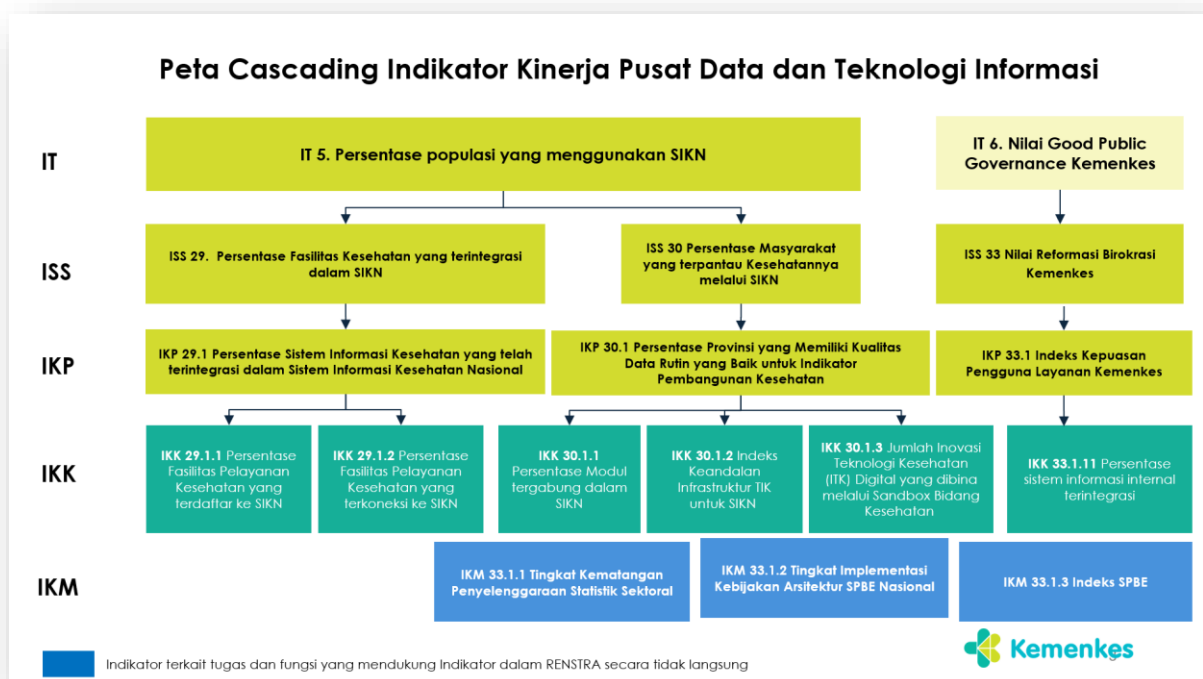 Peta Cascading Indikator Kinerja Pusat Data dan Teknologi Informasi
IT
IT 5. Persentase populasi yang menggunakan SIKN
IT 6. Nilai Good Public
Governance Kemenkes
ISS
ISS 29. Persentase Fasilitas Kesehatan yang terintegrasi
dalam SIKN
ISS 30 Persentase Masyarakat
yang terpantau Kesehatannya
melalui SIKN
ISS 33 Nilai Reformasi Birokrasi
Kemenkes
IKP
IKP 29.1 Persentase Sistem Informasi Kesehatan yang telah
terintegrasi dalam Sistem Informasi Kesehatan Nasional
IKP 30.1 Persentase Provinsi yang Memiliki Kualitas
Data Rutin yang Baik untuk Indikator
Pembangunan Kesehatan
IKP 33.1 Indeks Kepuasan
Pengguna Layanan Kemenkes
IKK
IKK 29.1.1 Persentase
Fasilitas Pelayanan
Kesehatan yang
terdaftar ke SIKN
IKK 29.1.2 Persentase
Fasilitas Pelayanan
Kesehatan yang
terkoneksi ke SIKN
IKK 30.1.1
Persentase Modul
tergabung dalam
SIKN
IKK 30.1.2 Indeks
Keandalan
Infrastruktur TIK
untuk SIKN
IKK 30.1.3 Jumlah Inovasi
Teknologi Kesehatan
(ITK) Digital yang dibina
melalui Sandbox Bidang
Kesehatan
IKK 33.1.11 Persentase
sistem informasi internal
terintegrasi
IKM
IKM 33.1.1 Tingkat Kematangan
Penyelenggaraan Statistik Sektoral
IKM 33.1.2 Tingkat Implementasi
Kebijakan Arsitektur SPBE Nasional
IKM 33.1.3 Indeks SPBE
Indikator terkait tugas dan fungsi yang mendukung Indikator dalam RENSTRA secara tidak langsung
Kemenkes